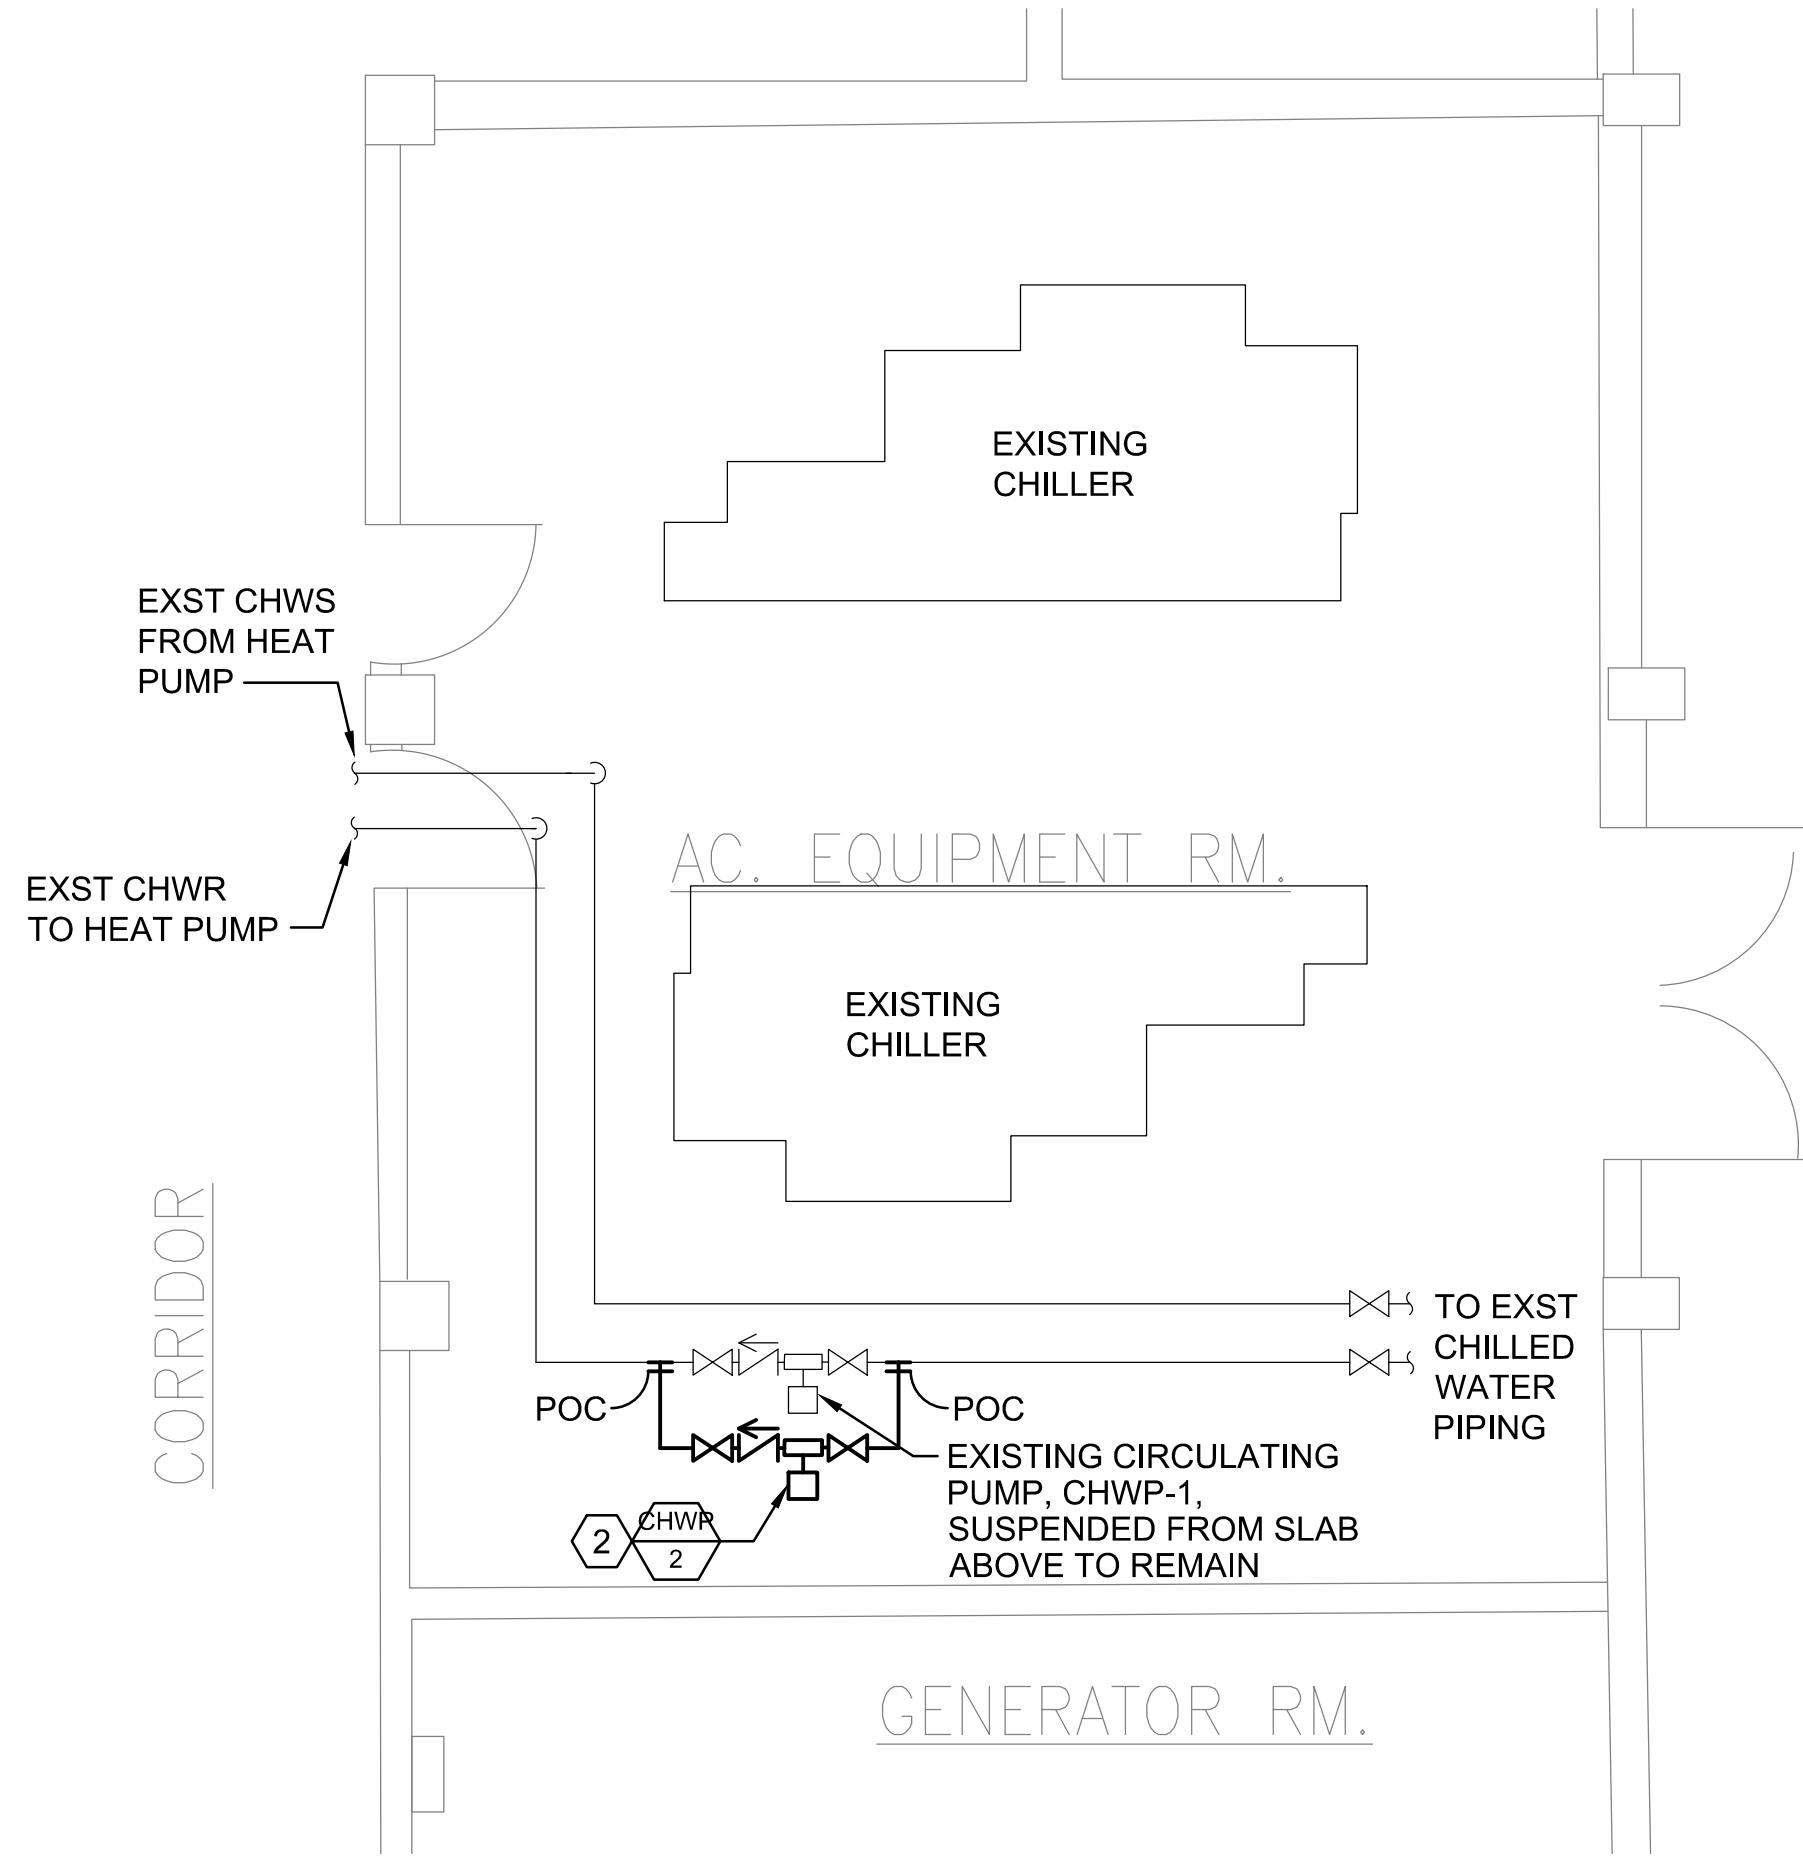 EXISTING
CHILLER
EXST CHWS
FROM HEAT
PUMP
AC. EQUIPMENT RM.
EXST CHWR
TO HEAT PUMP
EXISTING
CHILLER
CORRIDOR
TO EXST
CHILLED
WATER
PIPING
POC
POC
EXISTING CIRCULATING
PUMP, CHWP-1,
SUSPENDED FROM SLAB
ABOVE TO REMAIN
2
CHWP
2
GENERATOR RM.